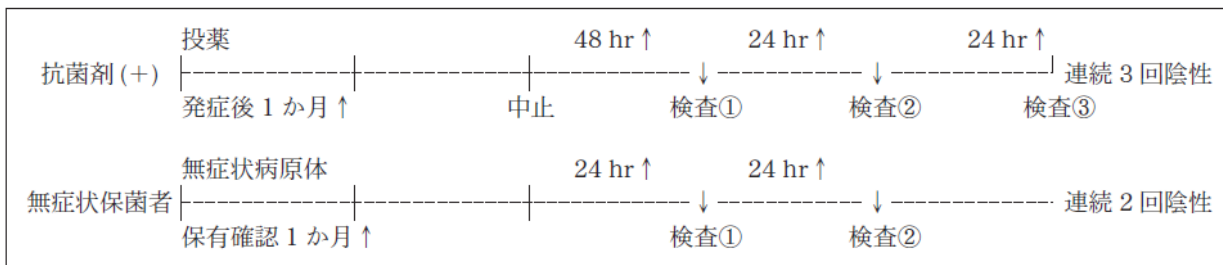 投薬 48 hr↑ 24 hr↑ 24 hr↑
抗菌剤(+) 連続3回陰性
発症後1か月↑ 中止 検査① 検査② 検査③
無症状病原体 24 hr↑ 24 hr↑
無症状保菌者 連続2回陰性
保有確認1か月↑ 検査① 検査②